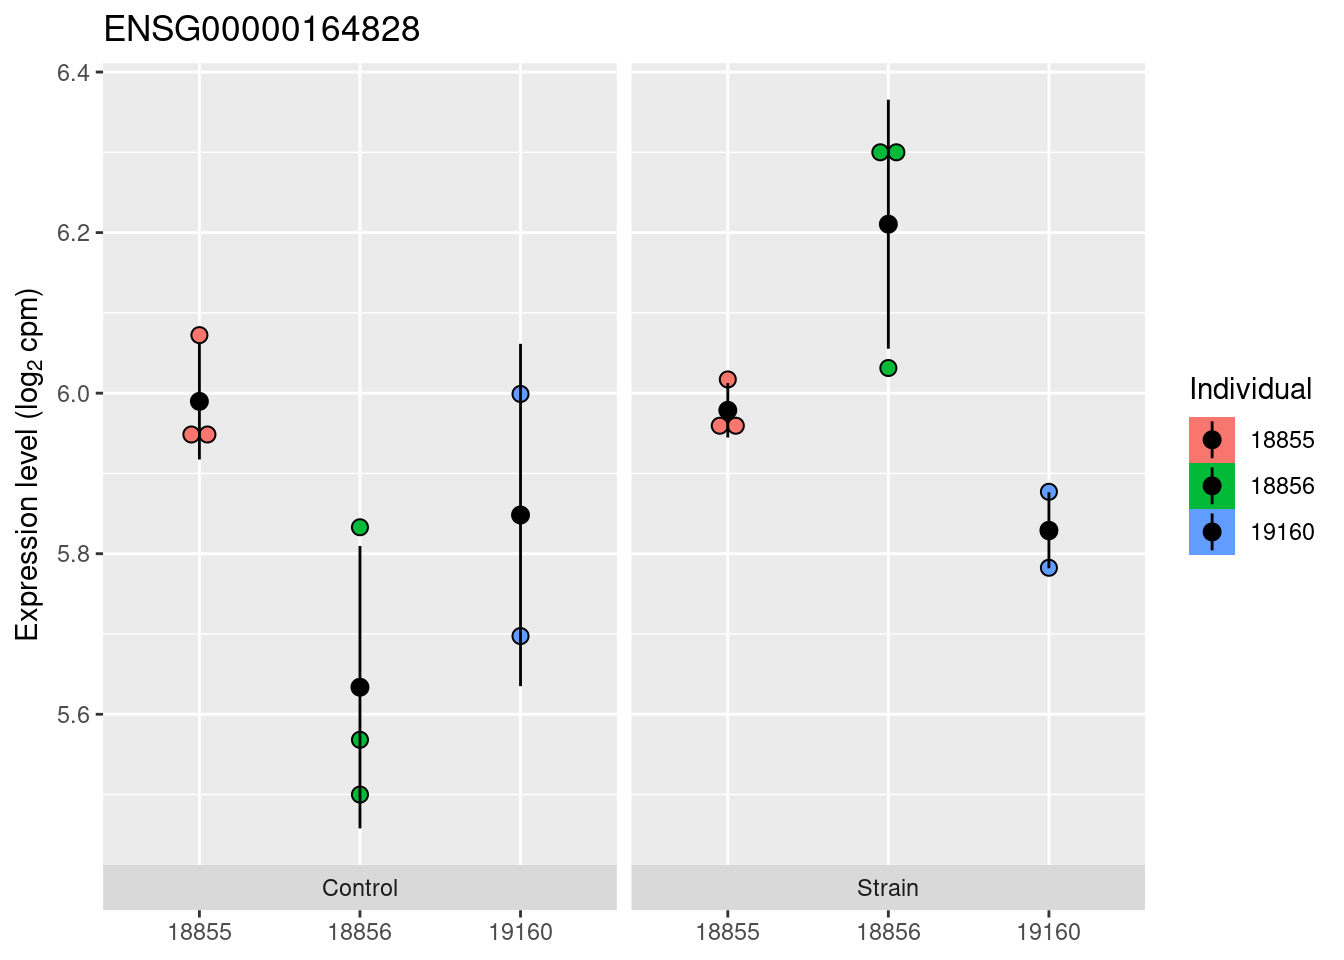 ENSG00000164828
Expression level (log₂ cpm)
6.4
6.2
6.0
5.8
5.6
Control
Strain
18855
18856
19160
18855
18856
19160
Individual
18855
18856
19160